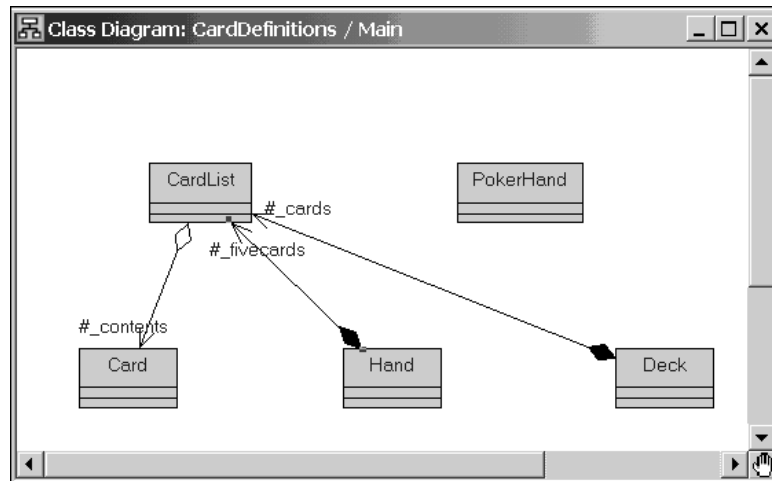 Class Diagram: CardDefinitions / Main
CardList
PokerHand
#_cards
#_fivecards
#_contents
Card
Hand
Deck